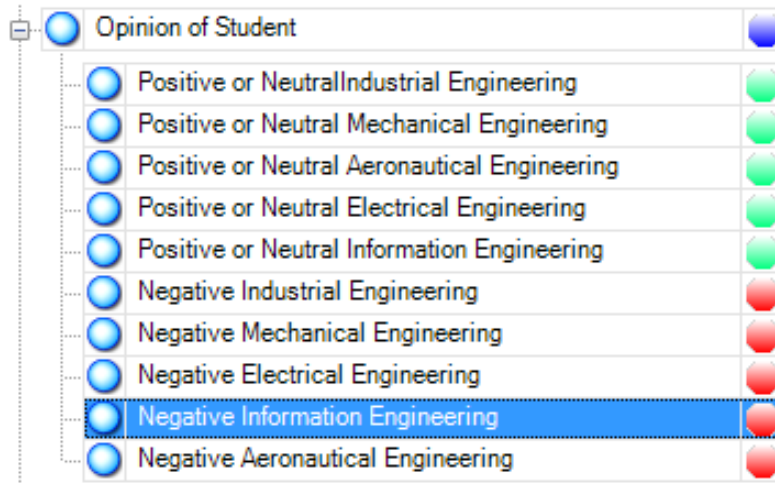 Opinion of Student
Positive or NeutralIndustrial Engineering
Positive or Neutral Mechanical Engineering
Positive or Neutral Aeronautical Engineering
Positive or Neutral Electrical Engineering
Positive or Neutral Information Engineering
Negative Industrial Engineering
Negative Mechanical Engineering
Negative Electrical Engineering
Negative Information Engineering
Negative Aeronautical Engineering